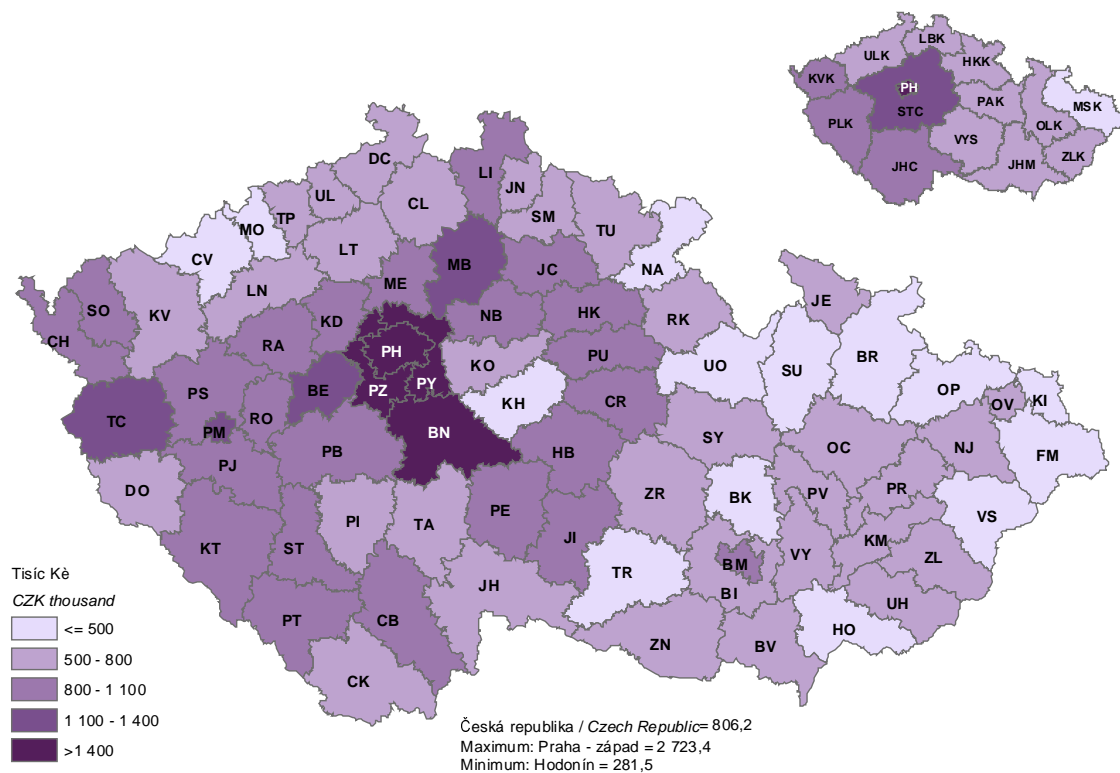 LBK
ULK
HKK
KVK
PH
MSK
PAK
STC
PLK
OLK
VYS
ZLK
JHC
JHM
DC
LI
JN
UL
CL
TP
SM
TU
MO
LT
CV
MB
JC
NA
ME
LN
JE
SO
KV
KD
NB
HK
RK
CH
RA
PH
BR
PU
KO
UO
SU
OP
PS
BE
PZ
PY
KH
CR
KI
OV
TC
RO
PM
BN
SY
OC
NJ
FM
PB
HB
PJ
DO
ZR
BK
PV
PR
VS
PE
PI
TA
KT
ST
JI
KM
VY
ZL
BM
TR
JH
BI
UH
PT
CB
HO
ZN
BV
CK
Tisíc Kè
CZK thousand
<= 500
500 - 800
800 - 1 100
1 100 - 1 400
>1 400
Česká republika / Czech Republic= 806,2
Maximum: Praha - západ = 2 723,4
Minimum: Hodonín = 281,5